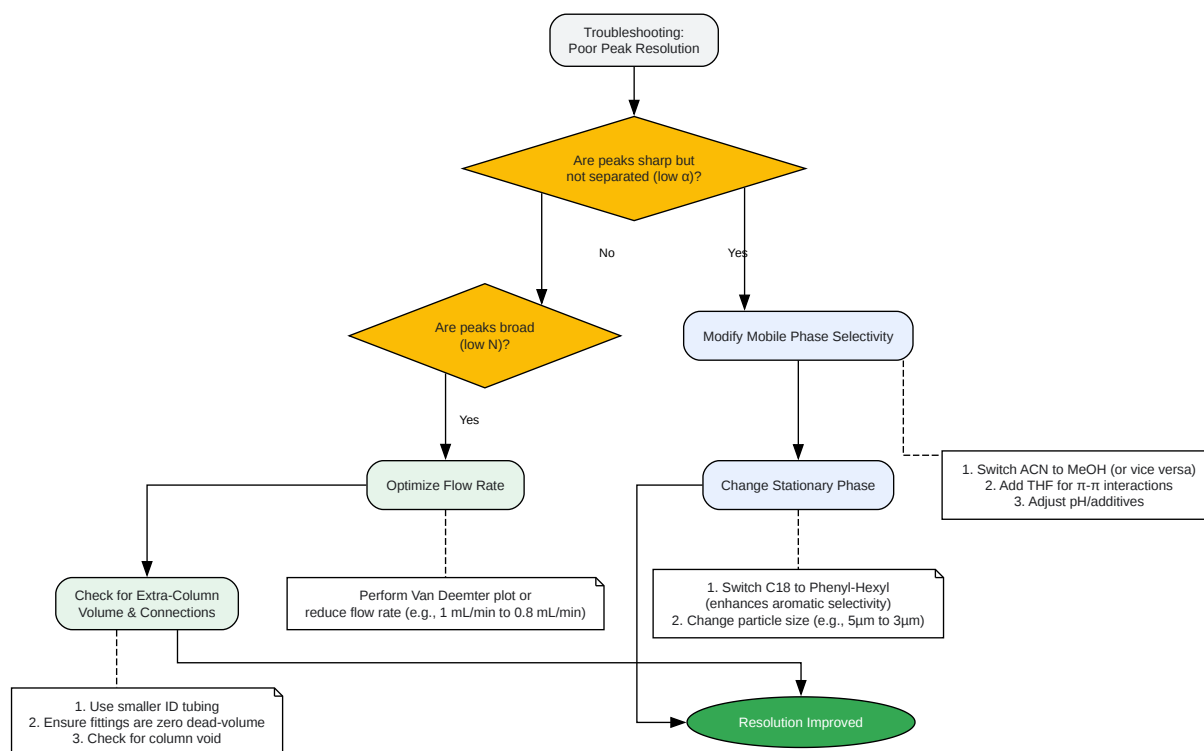 Troubleshooting:
Poor Peak Resolution
Are peaks sharp but
not separated (low α)?
No
Yes
Are peaks broad
(low N)?
Modify Mobile Phase Selectivity
Yes
1. Switch ACN to MeOH (or vice versa)
2. Add THF for π-π interactions
3. Adjust pH/additives
Optimize Flow Rate
Change Stationary Phase
Check for Extra-Column
Volume & Connections
Perform Van Deemter plot or
reduce flow rate (e.g., 1 mL/min to 0.8 mL/min)
1. Switch C18 to Phenyl-Hexyl
(enhances aromatic selectivity)
2. Change particle size (e.g., 5µm to 3µm)
1. Use smaller ID tubing
2. Ensure fittings are zero dead-volume
3. Check for column void
Resolution Improved